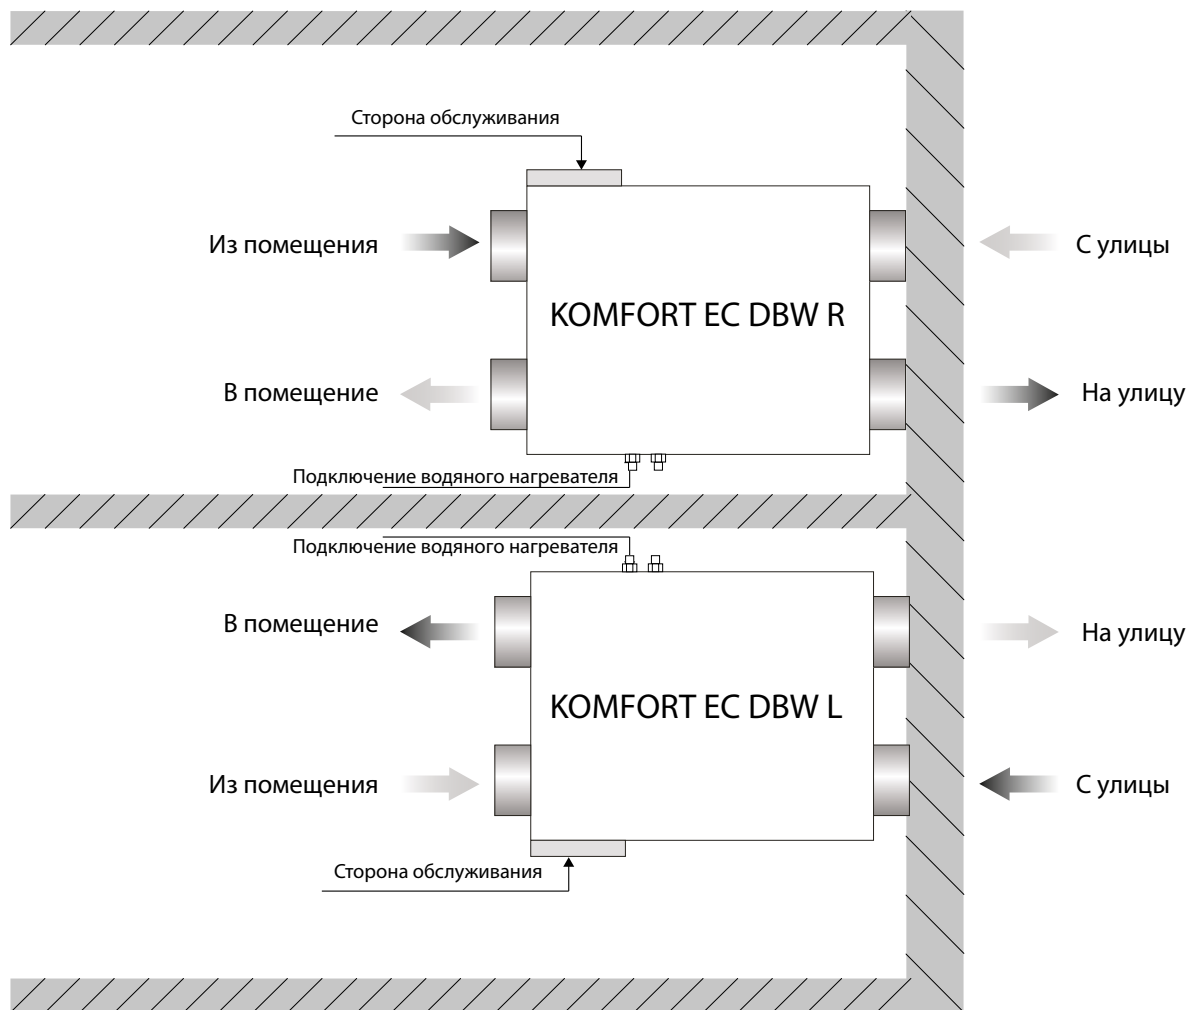 Сторона обслуживания
Из помещения
С улицы
KOMFORT EC DBW R
В помещение
На улицу
Подключение водяного нагревателя
Подключение водяного нагревателя
В помещение
На улицу
KOMFORT EC DBW L
Из помещения
С улицы
Сторона обслуживания